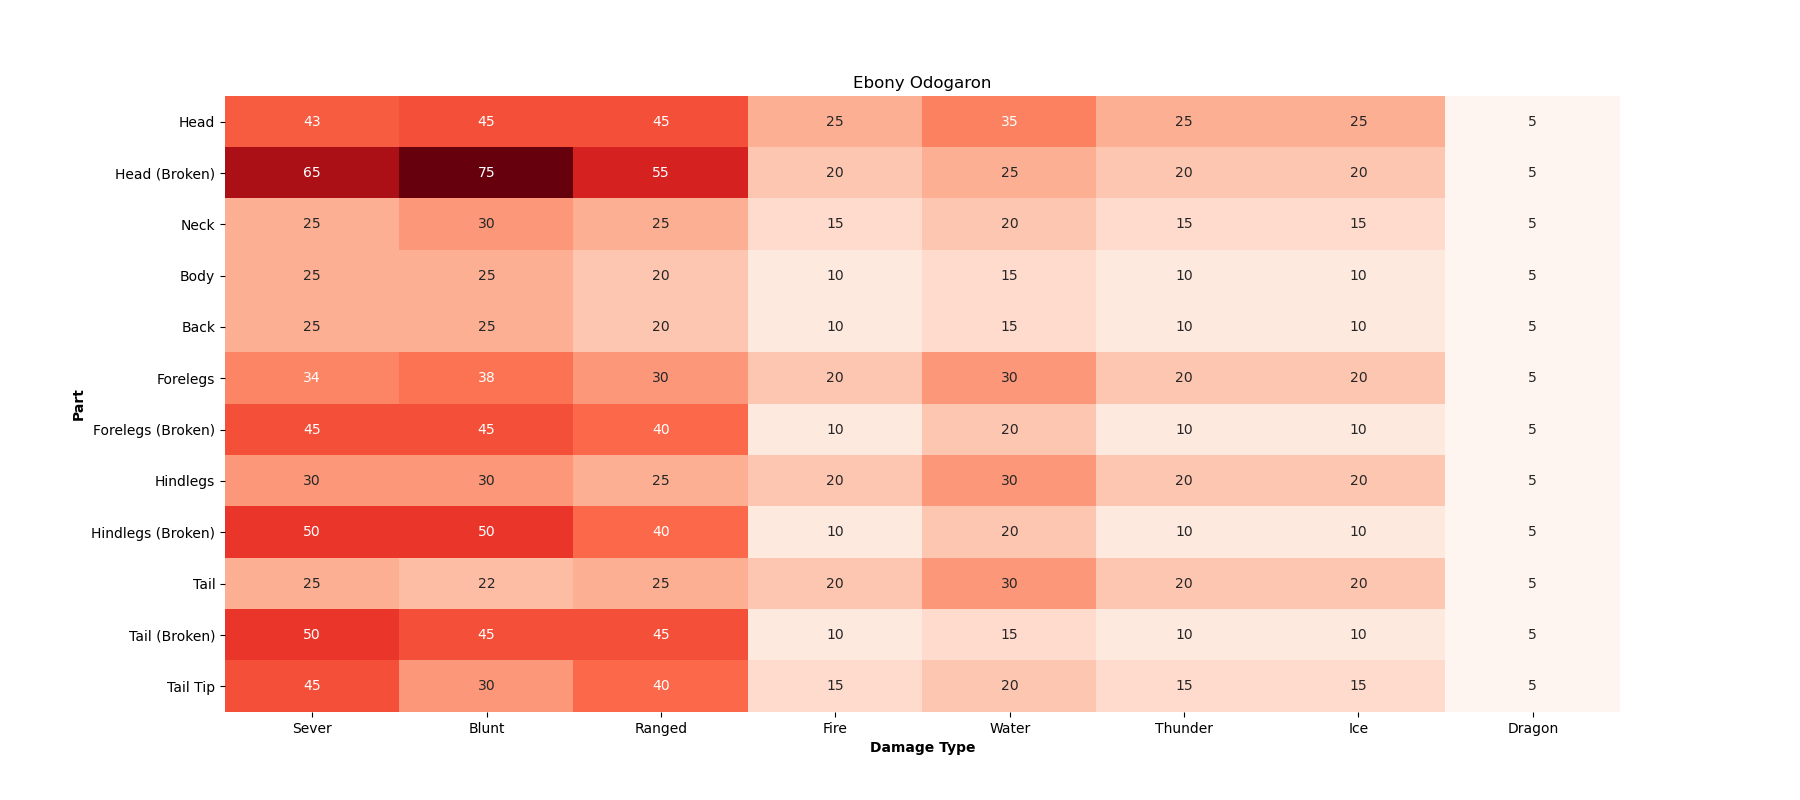 Ebony Odogaron
Head 43 45 45 25 35 25 25 5
Head (Broken) 65 75 55 20 25 20 20 5
Neck 25 30 25 15 20 15 15 5
Body 25 25 20 10 15 10 10 5
Back 25 25 20 10 15 10 10 5
Forelegs 34 38 30 20 30 20 20 5
Forelegs (Broken) 45 45 40 10 20 10 10 5
Hindlegs 30 30 25 20 30 20 20 5
Hindlegs (Broken) 50 50 40 10 20 10 10 5
Tail 25 22 25 20 30 20 20 5
Tail (Broken) 50 45 45 10 15 10 10 5
Tail Tip 45 30 40 15 20 15 15 5
Sever Blunt Ranged Fire Water Thunder Ice Dragon
Damage Type
Part